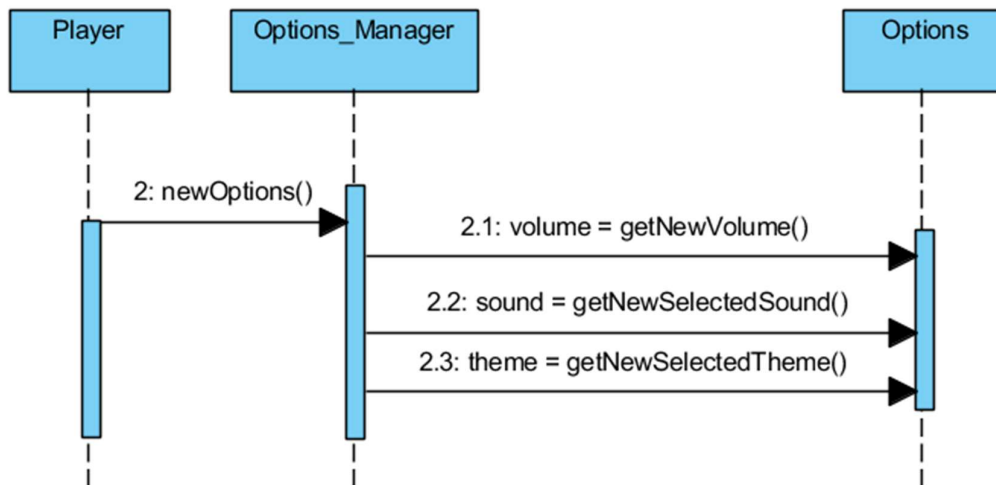 Player
Options_Manager
Options
2: newOptions()
2.1: volume = getNewVolume()
2.2: sound = getNewSelectedSound()
2.3: theme = getNewSelectedTheme()